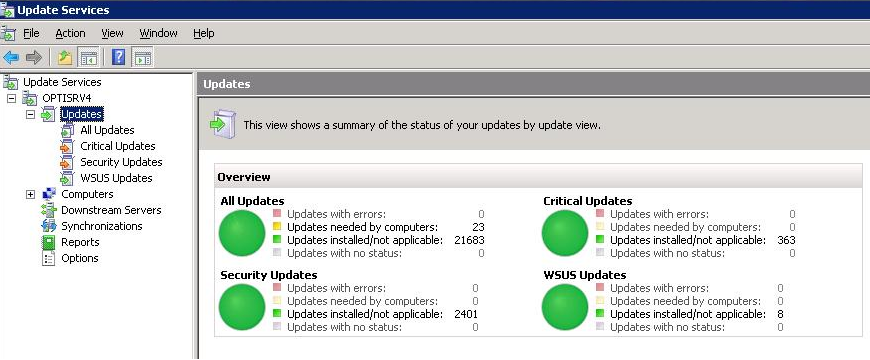 Update Services
File Action View Window Help
Update Services
OPTISRV4
Updates
All Updates
Critical Updates
Security Updates
WSUS Updates
Computers
Downstream Servers
Synchronizations
Reports
Options
Updates
This view shows a summary of the status of your updates by update view.
Overview
All Updates
Updates with errors: 0
Updates needed by computers: 23
Updates installed/not applicable: 21683
Updates with no status: 0
Critical Updates
Updates with errors: 0
Updates needed by computers: 0
Updates installed/not applicable: 363
Updates with no status: 0
Security Updates
Updates with errors: 0
Updates needed by computers: 0
Updates installed/not applicable: 2401
Updates with no status: 0
WSUS Updates
Updates with errors: 0
Updates needed by computers: 0
Updates installed/not applicable: 8
Updates with no status: 0